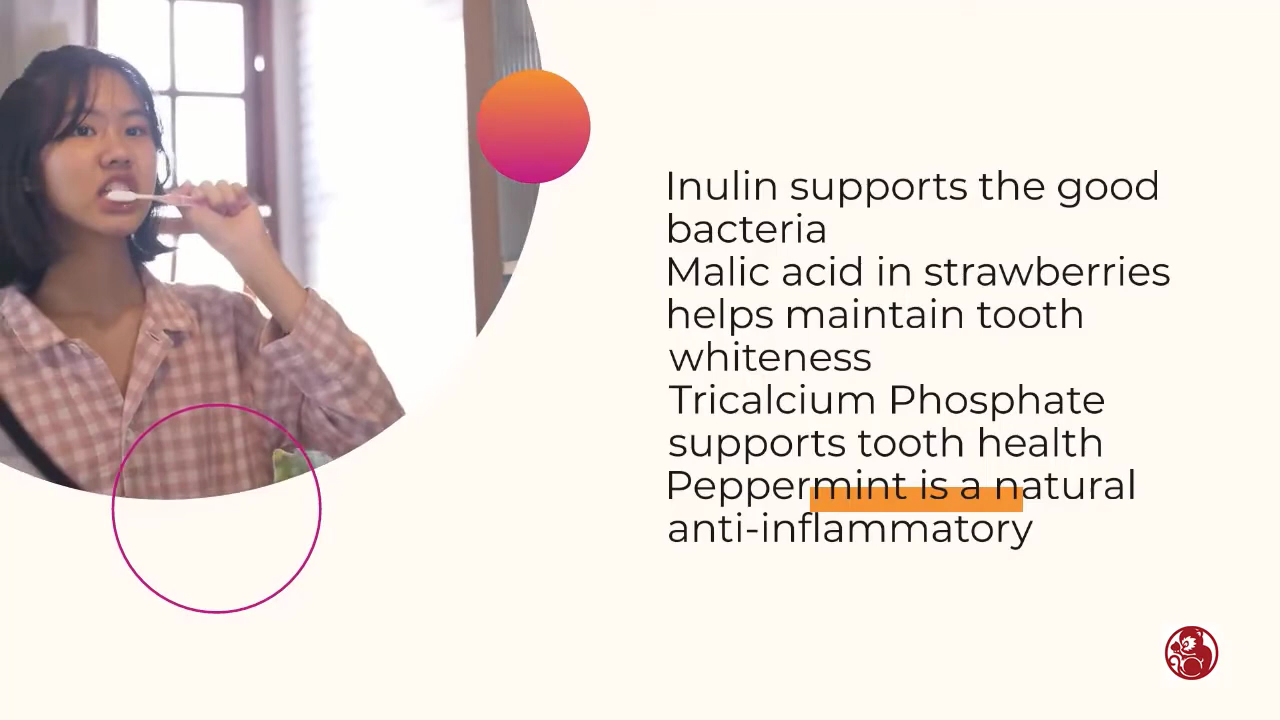 Inulin supports the good
bacteria
Malic acid in strawberries
helps maintain tooth
whiteness
Tricalcium Phosphate
supports tooth health
Peppermint is a natural
anti-inflammatory